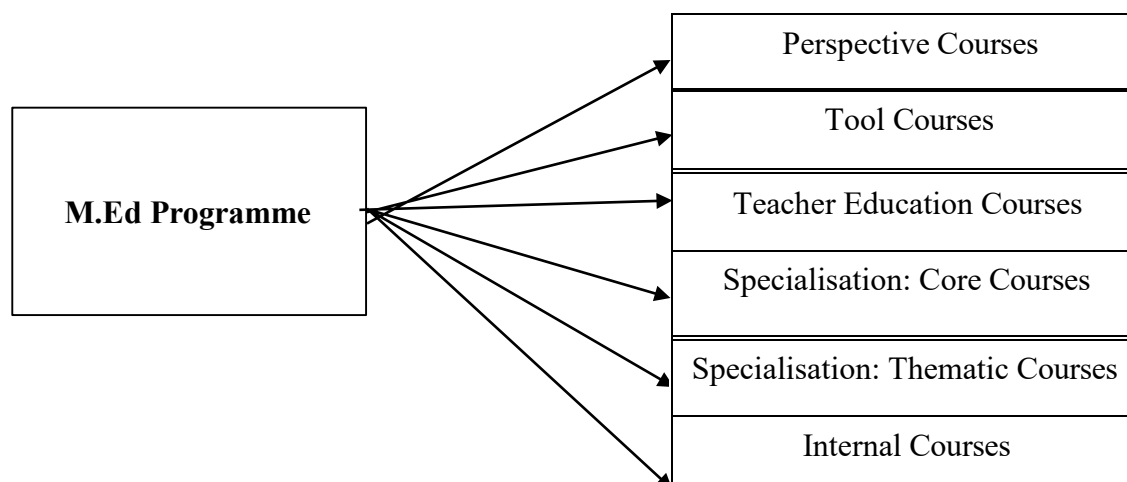 M.Ed Programme
Perspective Courses
Tool Courses
Teacher Education Courses
Specialisation: Core Courses
Specialisation: Thematic Courses
Internal Courses